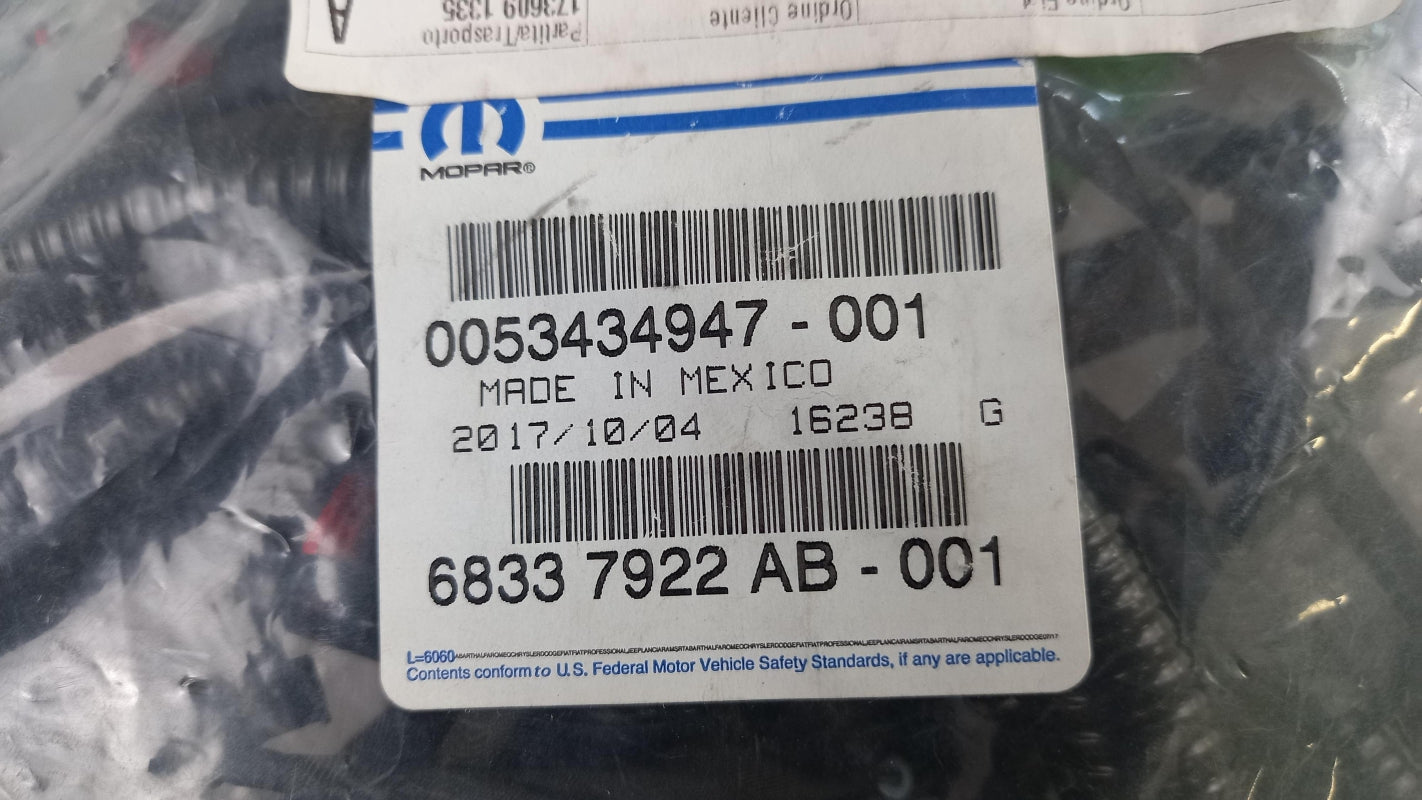 A
Partita/Trasporto
173609 1335
Ordine Cliente
MOPAR®
0053434947 - 001
MADE IN MEXICO
2017/10/04 16238 G
6833 7922 AB - 001
L=6060
Contents conform to U.S. Federal Motor Vehicle Safety Standards, if any are applicable.